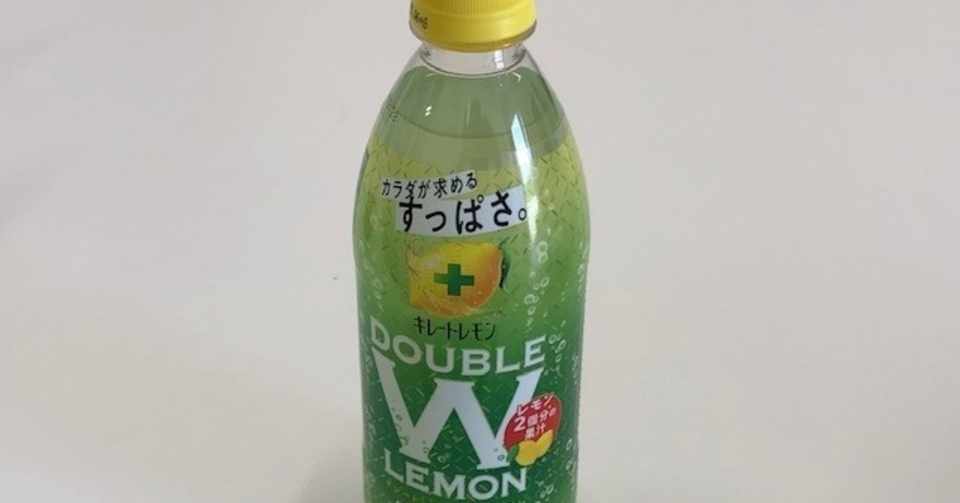 カラダが求める
すっぱさ。
キレートレモン
DOUBLE
W
レモン
2個分の
果汁
LEMON